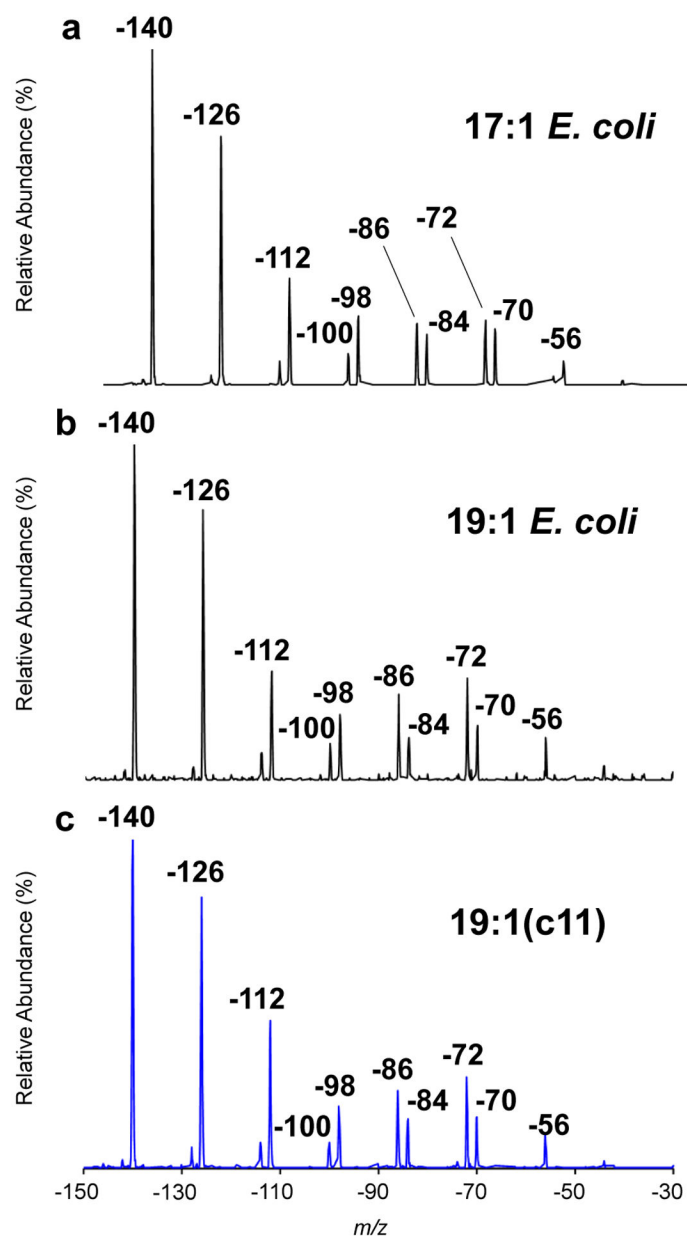 a
-140
-126
-112
-100
-98
-86
-84
-72
-70
-56
17:1 E. coli
Relative Abundance (%)
b
-140
-126
-112
-100
-98
-86
-84
-72
-70
-56
19:1 E. coli
Relative Abundance (%)
c
-140
-126
-112
-100
-98
-86
-84
-72
-70
-56
19:1(c11)
Relative Abundance (%)
-150 -130 -110 -90 -70 -50 -30
m/z